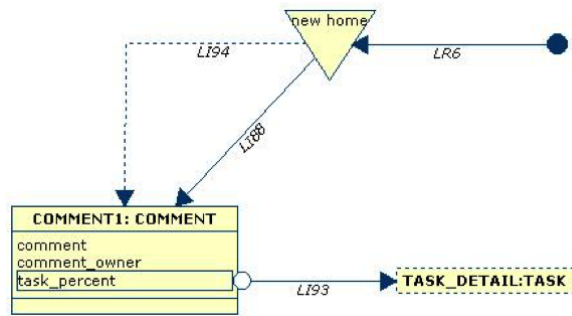 new home
LI94
LR6
LI88
COMMENT1: COMMENT
comment
comment_owner
task_percent
LI93
TASK_DETAIL:TASK